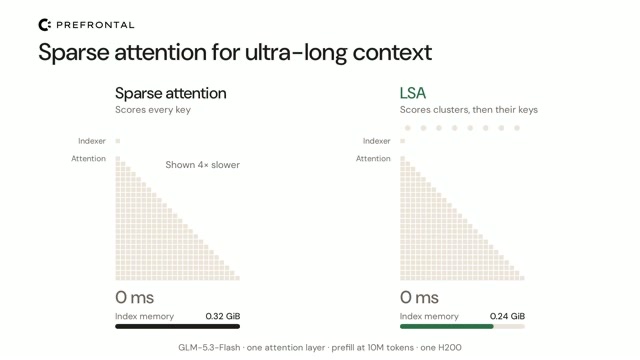 PREFRONTAL
Sparse attention for ultra-long context
Sparse attention
Scores every key
Indexer
Attention
Shown 4× slower
0 ms
Index memory 0.32 GiB
LSA
Scores clusters, then their keys
Indexer
Attention
0 ms
Index memory 0.24 GiB
GLM-5.3-Flash · one attention layer · prefill at 10M tokens · one H200